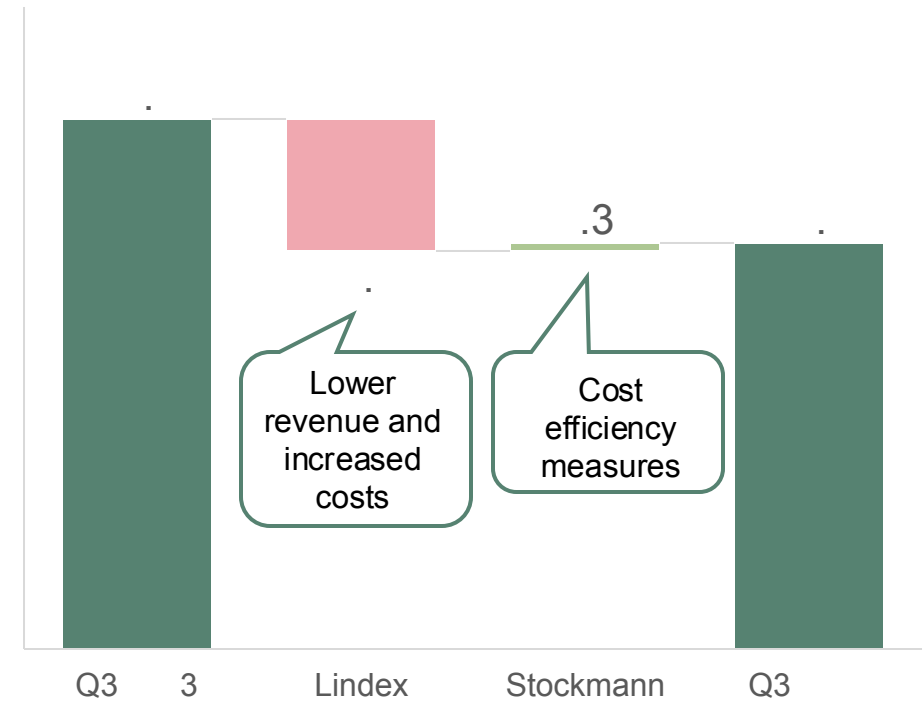 .
.3
.
.
Lower
revenue and
increased
costs
Cost
efficiency
measures
Q3 3
Lindex
Stockmann
Q3